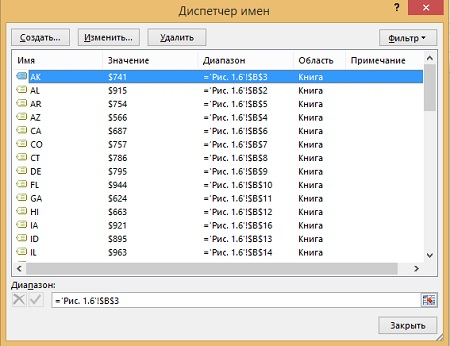 Диспетчер имен
?
Создать... Изменить... Удалить Фильтр
Имя Значение Диапазон Область Примечание
AK $741 ='Рис. 1.6'!$B$3 Книга
AL $915 ='Рис. 1.6'!$B$2 Книга
AR $754 ='Рис. 1.6'!$B$5 Книга
AZ $566 ='Рис. 1.6'!$B$4 Книга
CA $687 ='Рис. 1.6'!$B$6 Книга
CO $757 ='Рис. 1.6'!$B$7 Книга
CT $786 ='Рис. 1.6'!$B$8 Книга
DE $795 ='Рис. 1.6'!$B$9 Книга
FL $944 ='Рис. 1.6'!$B$10 Книга
GA $624 ='Рис. 1.6'!$B$11 Книга
HI $663 ='Рис. 1.6'!$B$12 Книга
IA $921 ='Рис. 1.6'!$B$16 Книга
ID $895 ='Рис. 1.6'!$B$13 Книга
IL $963 ='Рис. 1.6'!$B$14 Книга
Диапазон:
='Рис. 1.6'!$B$3
Закрыть